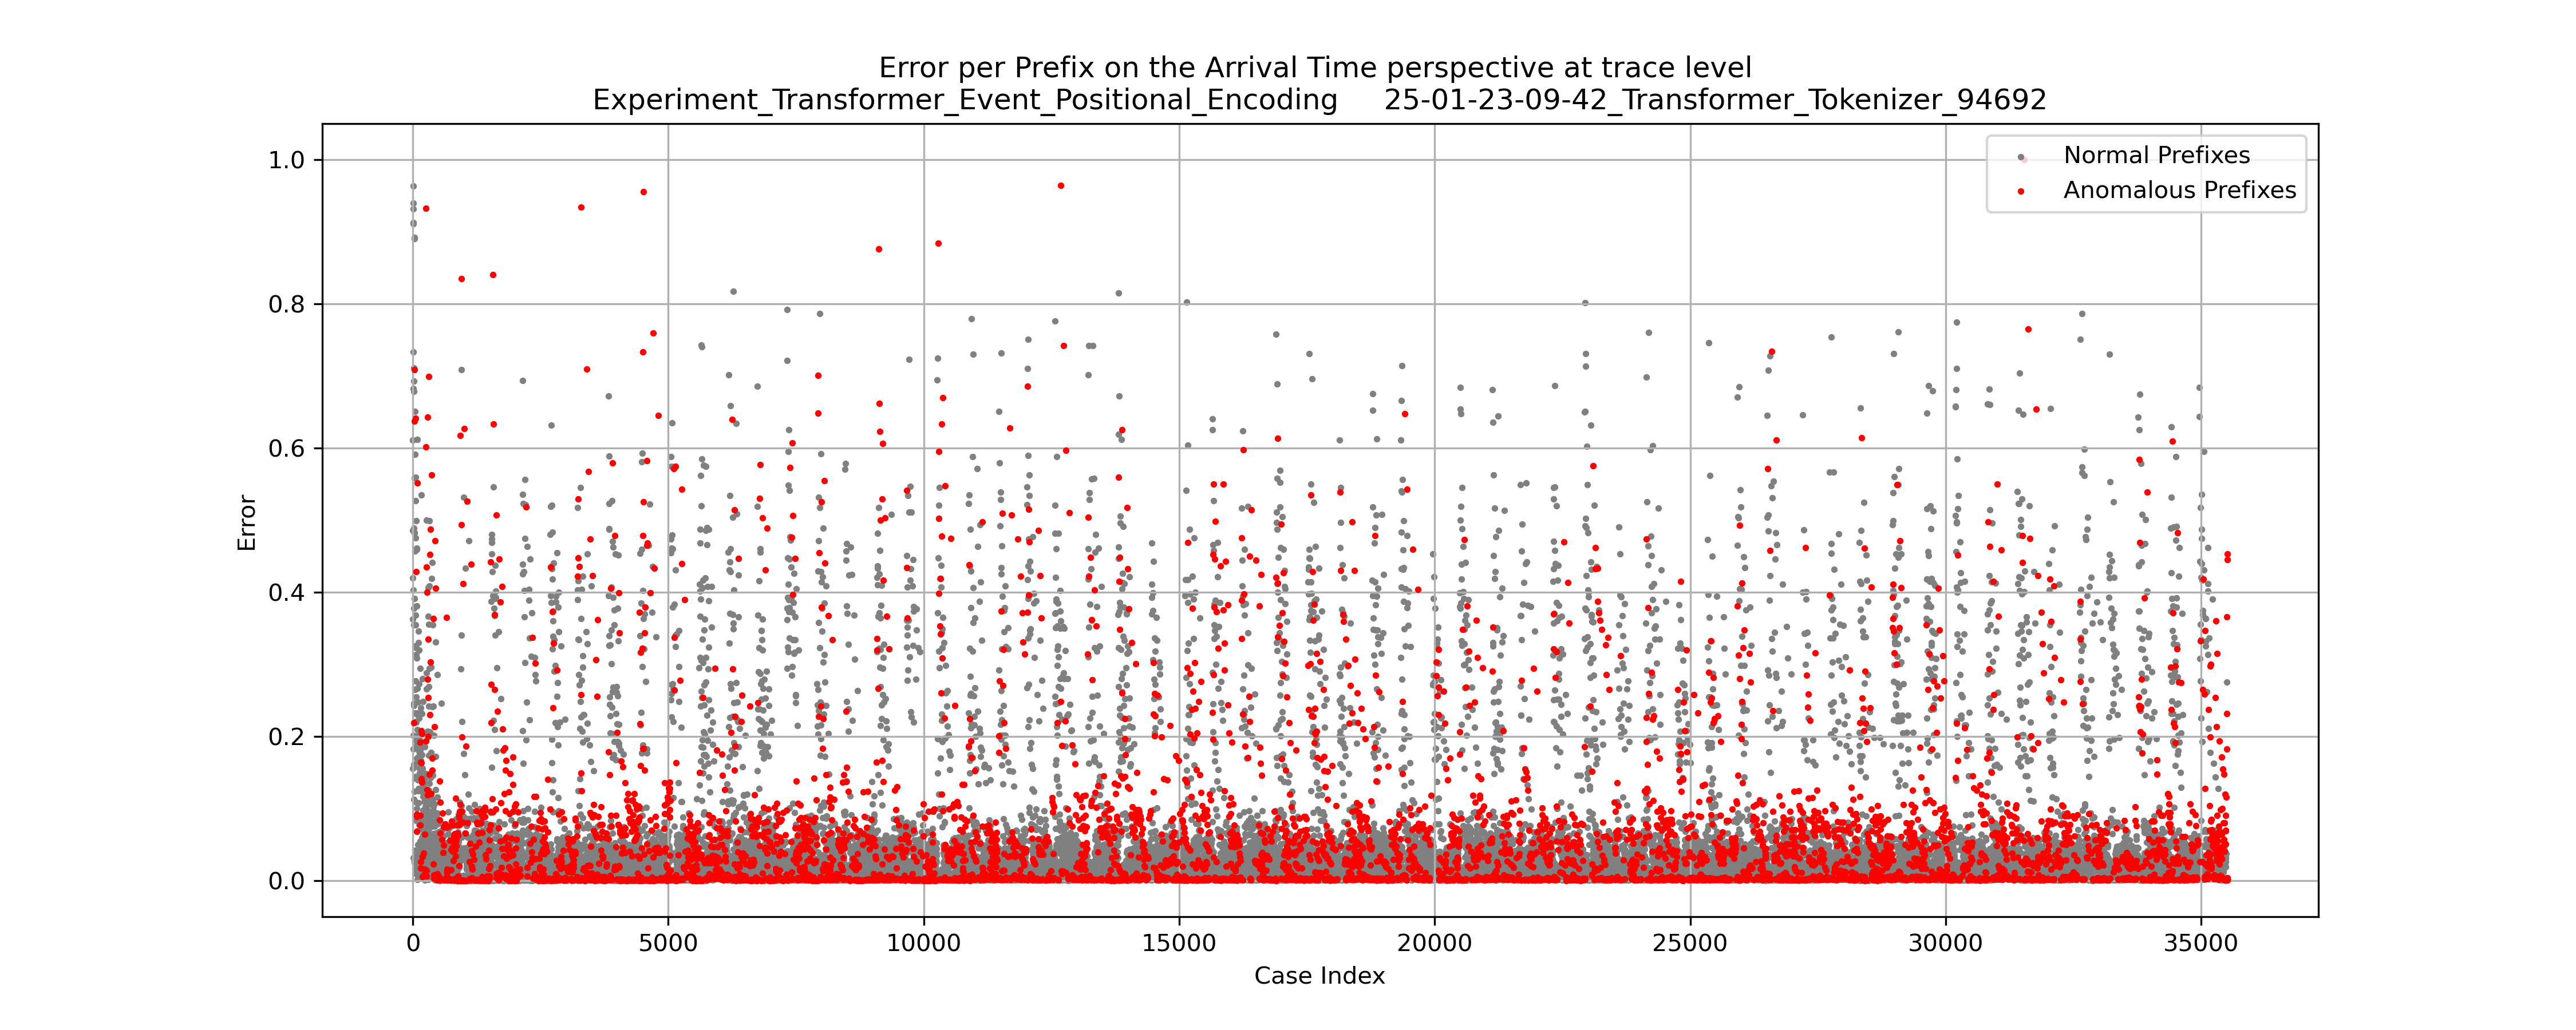 Error per Prefix on the Arrival Time perspective at trace level
Experiment_Transformer_Event_Positional_Encoding 25-01-23-09-42_Transformer_Tokenizer_94692
Normal Prefixes
Anomalous Prefixes
Error
1.0
0.8
0.6
0.4
0.2
0.0
0 5000 10000 15000 20000 25000 30000 35000
Case Index